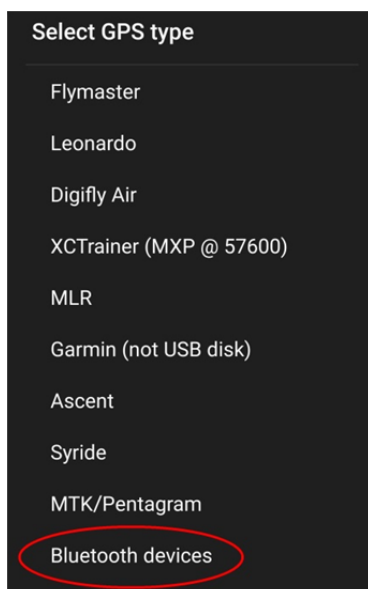 Select GPS type
Flymaster
Leonardo
Digifly Air
XCTrainer (MXP @ 57600)
MLR
Garmin (not USB disk)
Ascent
Syride
MTK/Pentagram
Bluetooth devices